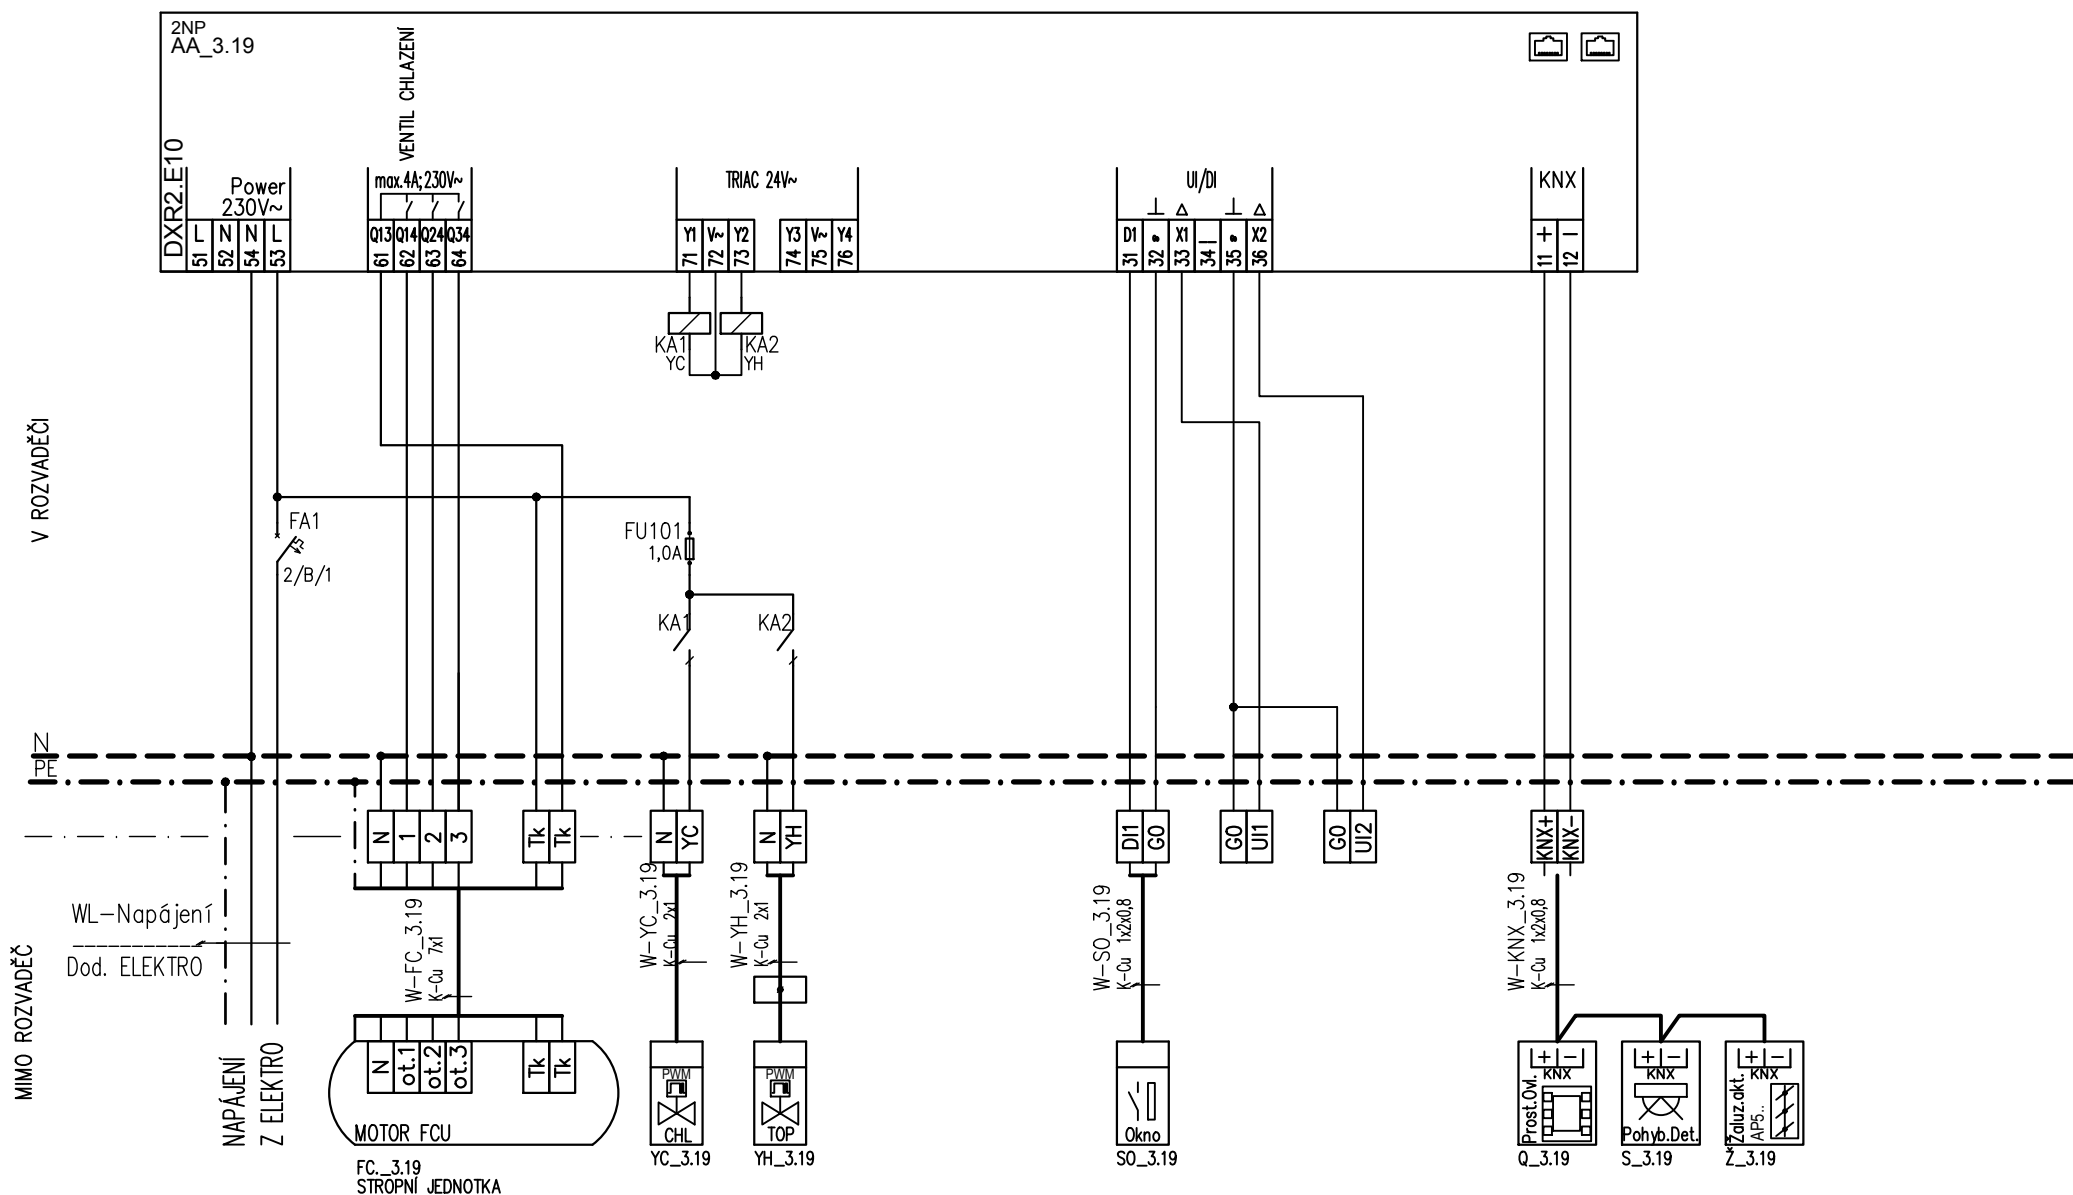 2NP
AA_3.19
DXR2.E10
Power
230V~
L
N
N
L
51
52
54
53
VENTIL CHLAZENÍ
max.4A;230V~
Q13
Q14
Q24
Q34
61
62
63
64
TRIAC 24V~
Y1
V~
Y2
71
72
73
Y3
V~
Y4
74
75
76
UI/DI
D1
X1
X2
31
32
33
34
35
36
KNX
+
−
11
12
KA1
YC
KA2
YH
V ROZVADĚČI
FA1
2/B/1
FU101
1,0A
KA1
KA2
N
PE
N
1
2
3
Tk
Tk
N
YC
N
YH
DI1
G0
G0
UI1
G0
UI2
KNX+
KNX-
MIMO ROZVADĚČ
WL-Napájení
Dod. ELEKTRO
NAPÁJENÍ
Z ELEKTRO
W-FC_3.19
K-Cu 7x1
W-YC_3.19
K-Cu 2x1
W-YH_3.19
K-Cu 2x1
W-SO_3.19
K-Cu 1x2x0,8
W-KNX_3.19
K-Cu 1x2x0,8
N
ot.1
ot.2
ot.3
Tk
Tk
MOTOR FCU
FC._3.19
STROPNÍ JEDNOTKA
PWM
CHL
YC_3.19
PWM
TOP
YH_3.19
Okno
SO_3.19
+ −
KNX
Prost.Ovl.
Q_3.19
+ −
KNX
Pohyb.Det.
S_3.19
+ −
KNX
Žaluz.akt.
AP5..
Ž_3.19